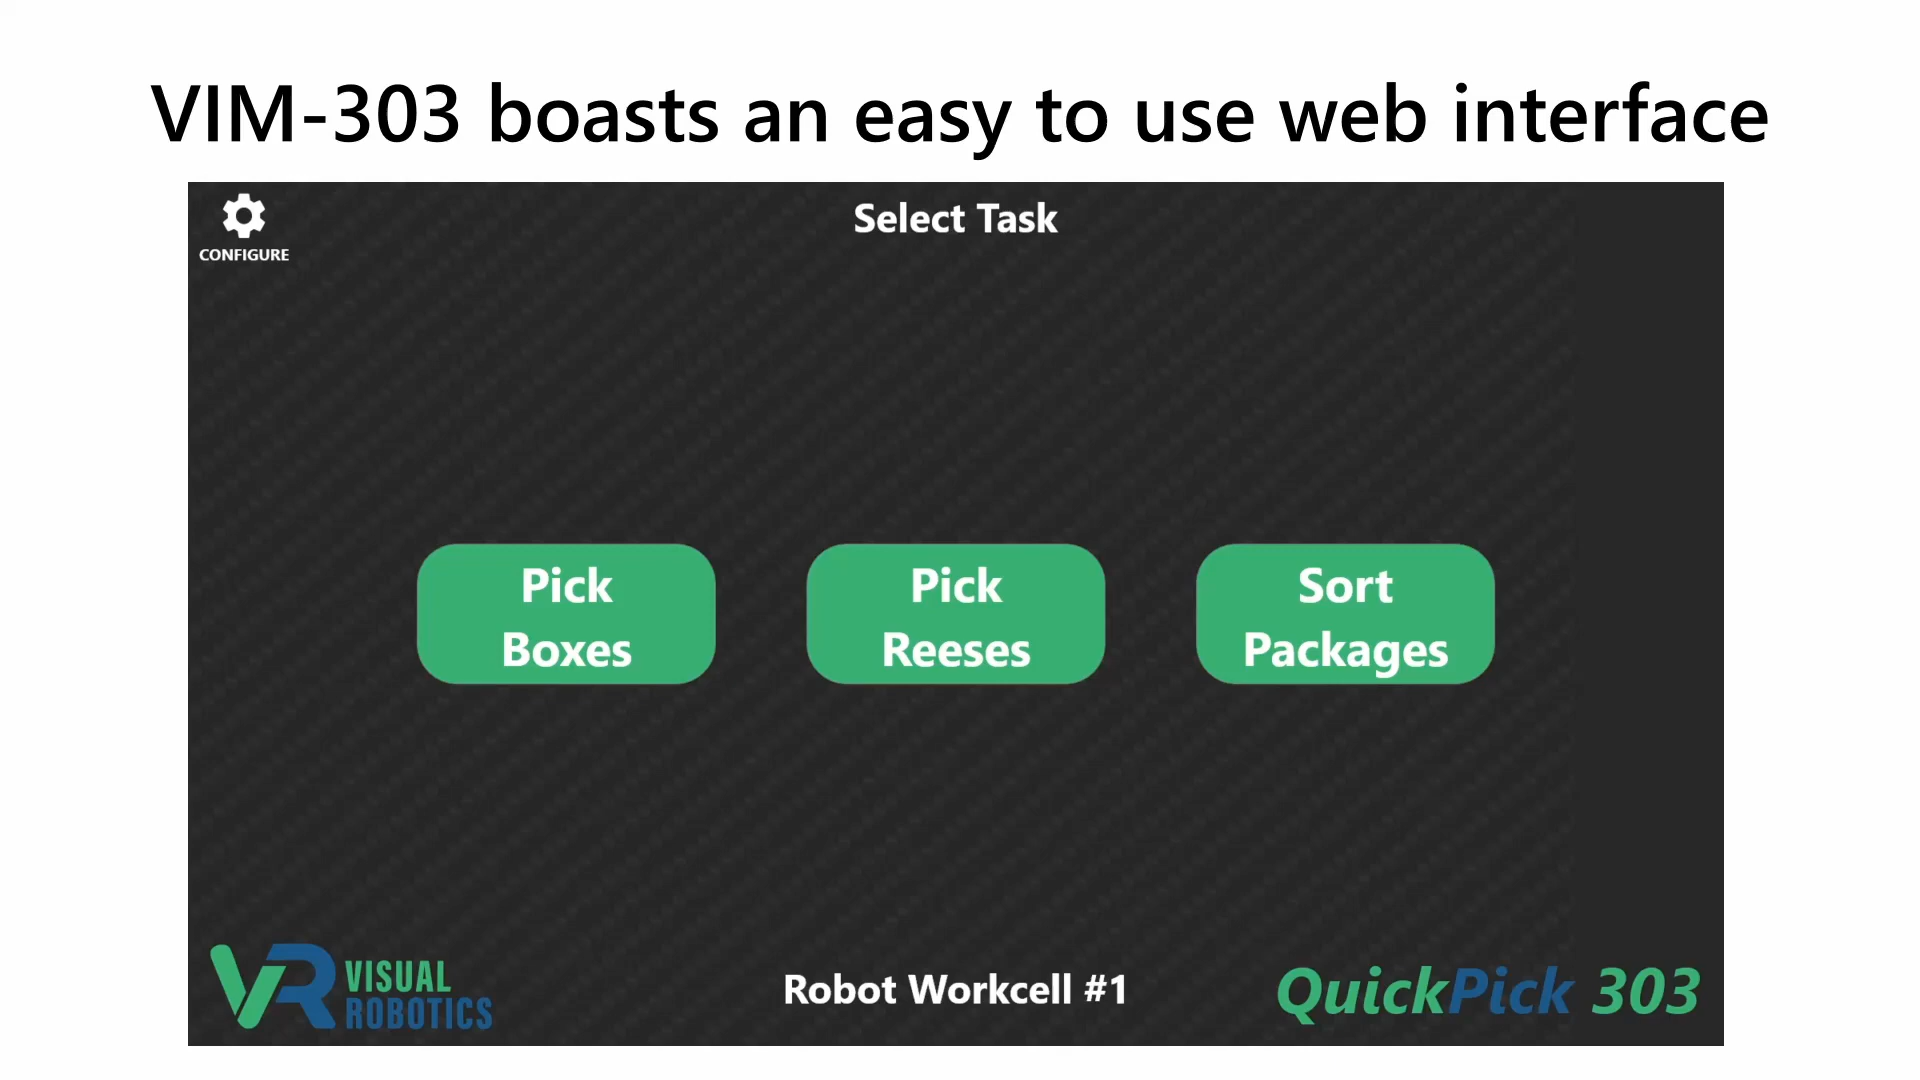 VIM-303 boasts an easy to use web interface
CONFIGURE
Select Task
Pick
Boxes
Pick
Reeses
Sort
Packages
VR VISUAL
ROBOTICS
Robot Workcell #1
QuickPick 303